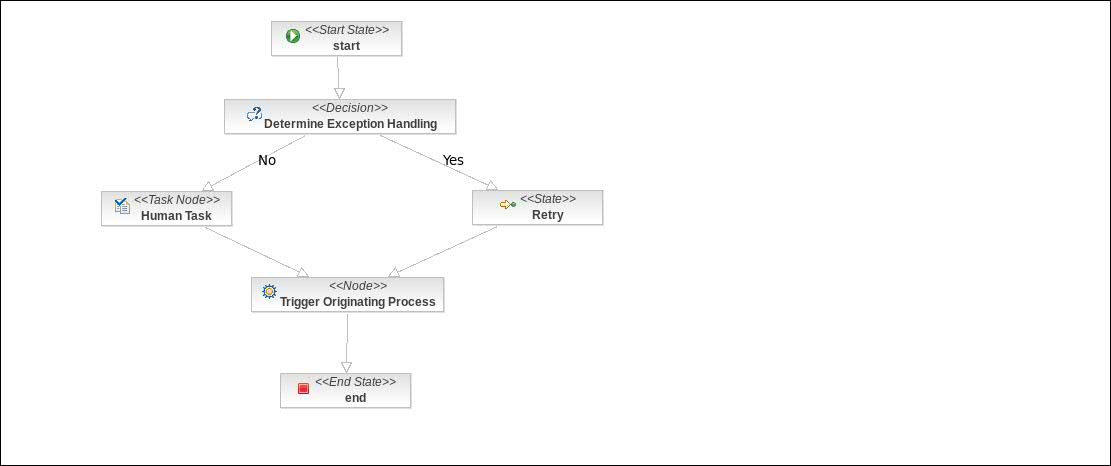 <<Start State>>
start
<<Decision>>
Determine Exception Handling
No
Yes
<<Task Node>>
Human Task
<<State>>
Retry
<<Node>>
Trigger Originating Process
<<End State>>
end